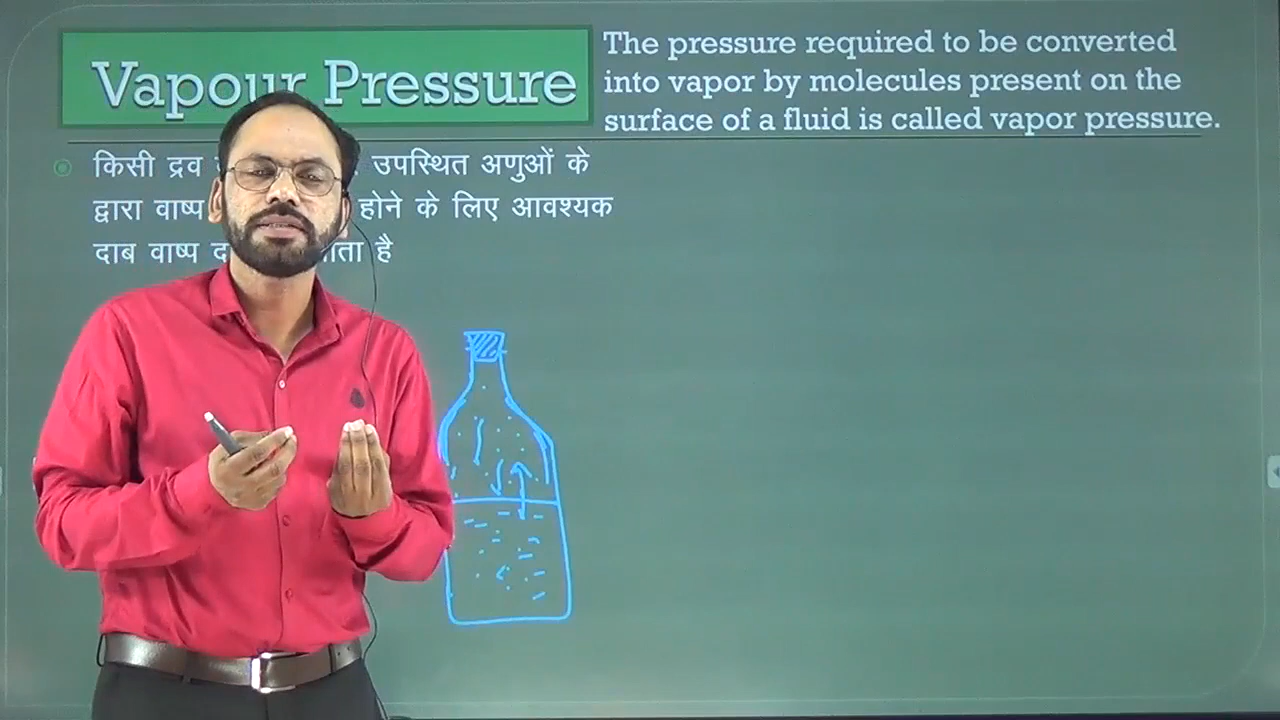 Vapour Pressure
The pressure required to be converted
into vapor by molecules present on the
surface of a fluid is called vapor pressure.
किसी द्रव उपस्थित अणुओं के
द्वारा वाष्प होने के लिए आवश्यक
दाब वाष्प है